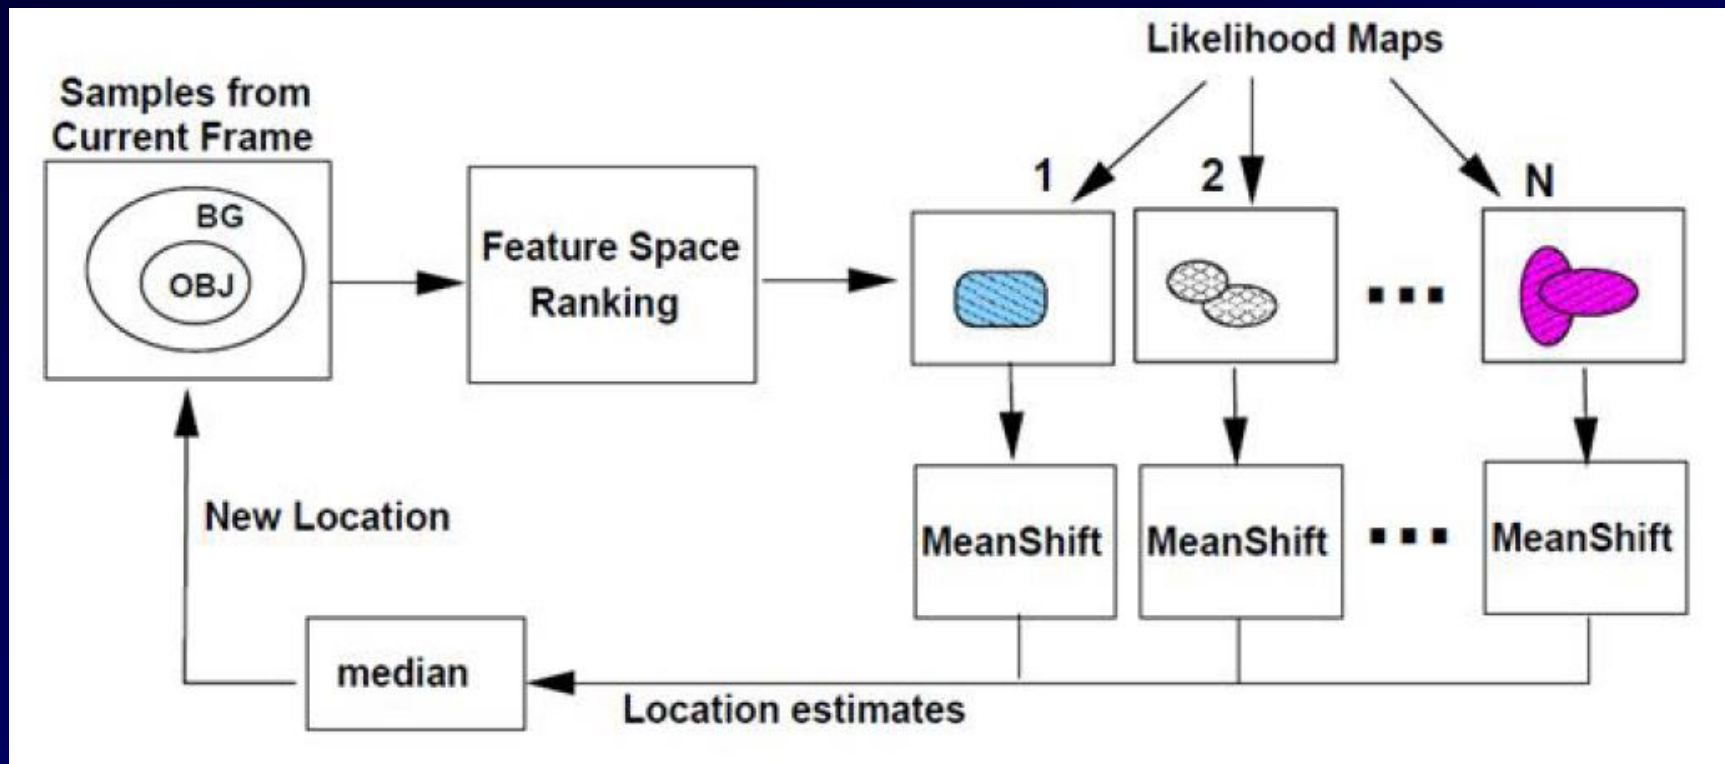 Likelihood Maps
Samples from
Current Frame
1
2
N
BG
OBJ
Feature Space
Ranking
MeanShift
MeanShift
MeanShift
New Location
median
Location estimates